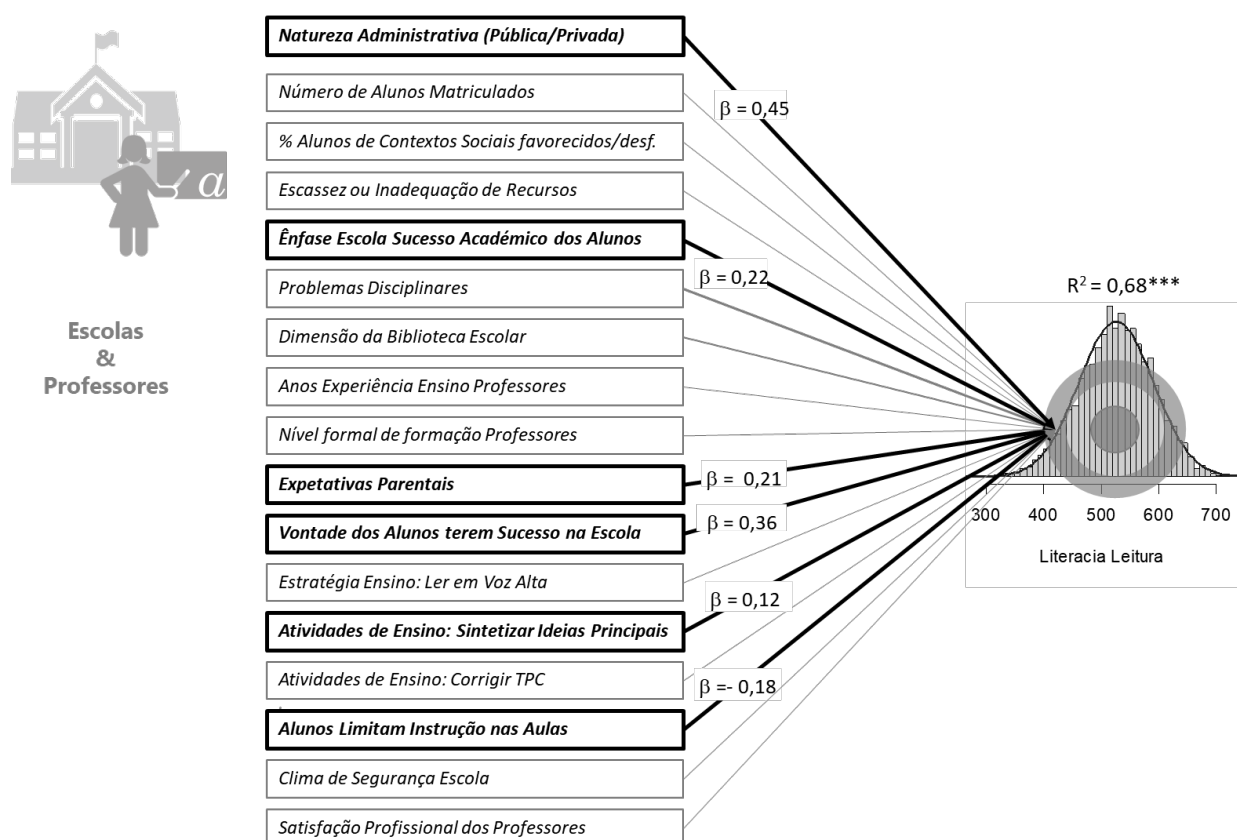 Natureza Administrativa (Pública/Privada)
Número de Alunos Matriculados
β = 0,45
% Alunos de Contextos Sociais favorecidos/desf.
a
Escassez ou Inadequação de Recursos
Ênfase Escola Sucesso Académico dos Alunos
β = 0,22
Problemas Disciplinares
R² = 0,68***
Escolas
&
Professores
Dimensão da Biblioteca Escolar
Anos Experiência Ensino Professores
Nível formal de formação Professores
Expetativas Parentais
β = 0,21
Vontade dos Alunos terem Sucesso na Escola
β = 0,36
300 400 500 600 700
Literacia Leitura
Estratégia Ensino: Ler em Voz Alta
β = 0,12
Atividades de Ensino: Sintetizar Ideias Principais
Atividades de Ensino: Corrigir TPC
β =- 0,18
Alunos Limitam Instrução nas Aulas
Clima de Segurança Escola
Satisfação Profissional dos Professores